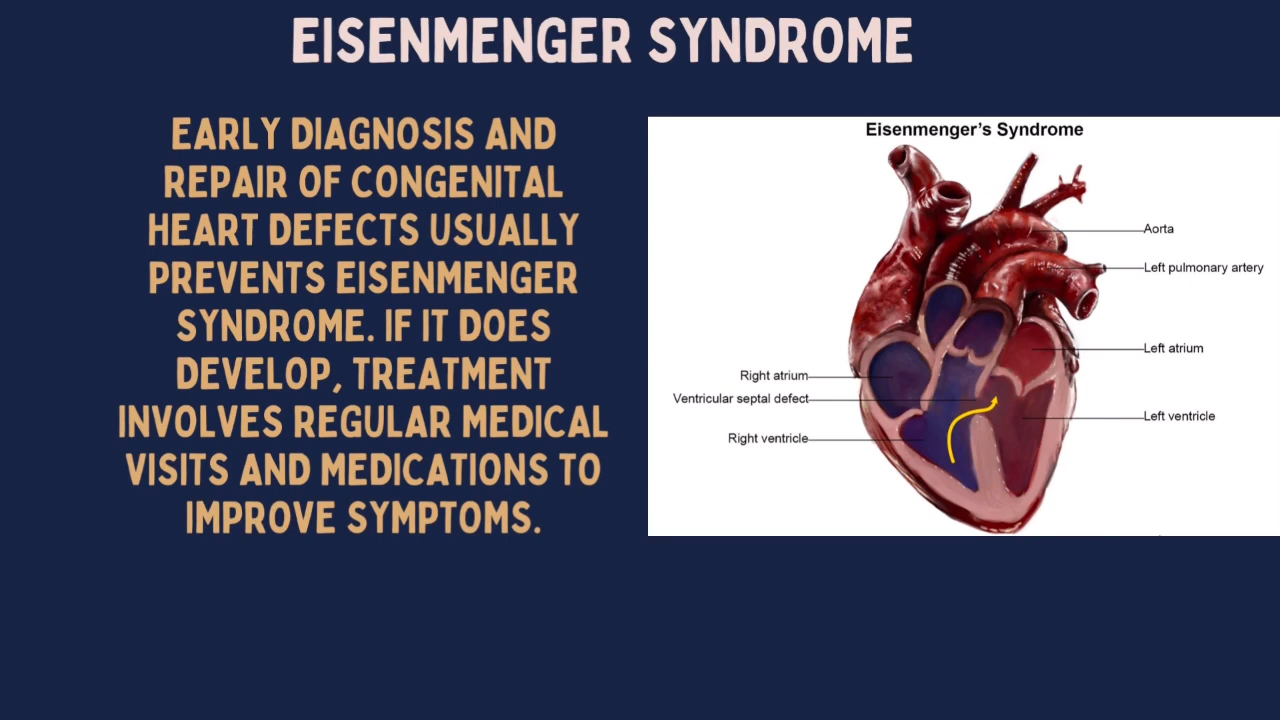 EISENMENGER SYNDROME
EARLY DIAGNOSIS AND
REPAIR OF CONGENITAL
HEART DEFECTS USUALLY
PREVENTS EISENMENGER
SYNDROME. IF IT DOES
DEVELOP, TREATMENT
INVOLVES REGULAR MEDICAL
VISITS AND MEDICATIONS TO
IMPROVE SYMPTOMS.
Eisenmenger's Syndrome
Aorta
Left pulmonary artery
Left atrium
Right atrium
Ventricular septal defect
Left ventricle
Right ventricle